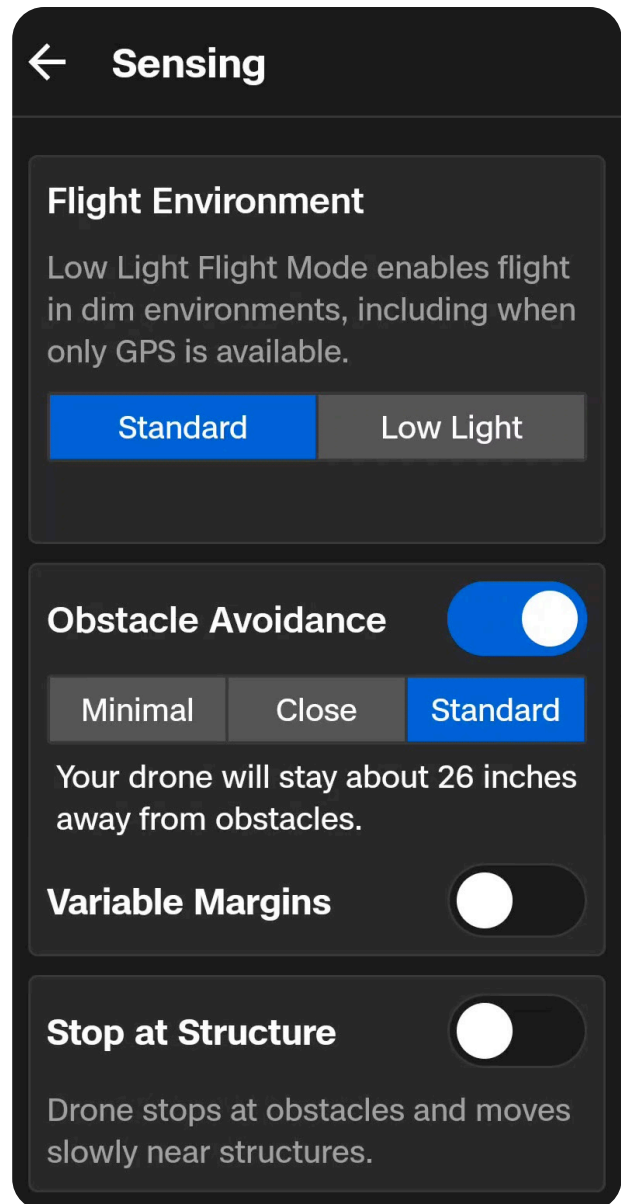 Sensing
Flight Environment
Low Light Flight Mode enables flight
in dim environments, including when
only GPS is available.
Standard
Low Light
Obstacle Avoidance
Minimal
Close
Standard
Your drone will stay about 26 inches
away from obstacles.
Variable Margins
Stop at Structure
Drone stops at obstacles and moves
slowly near structures.